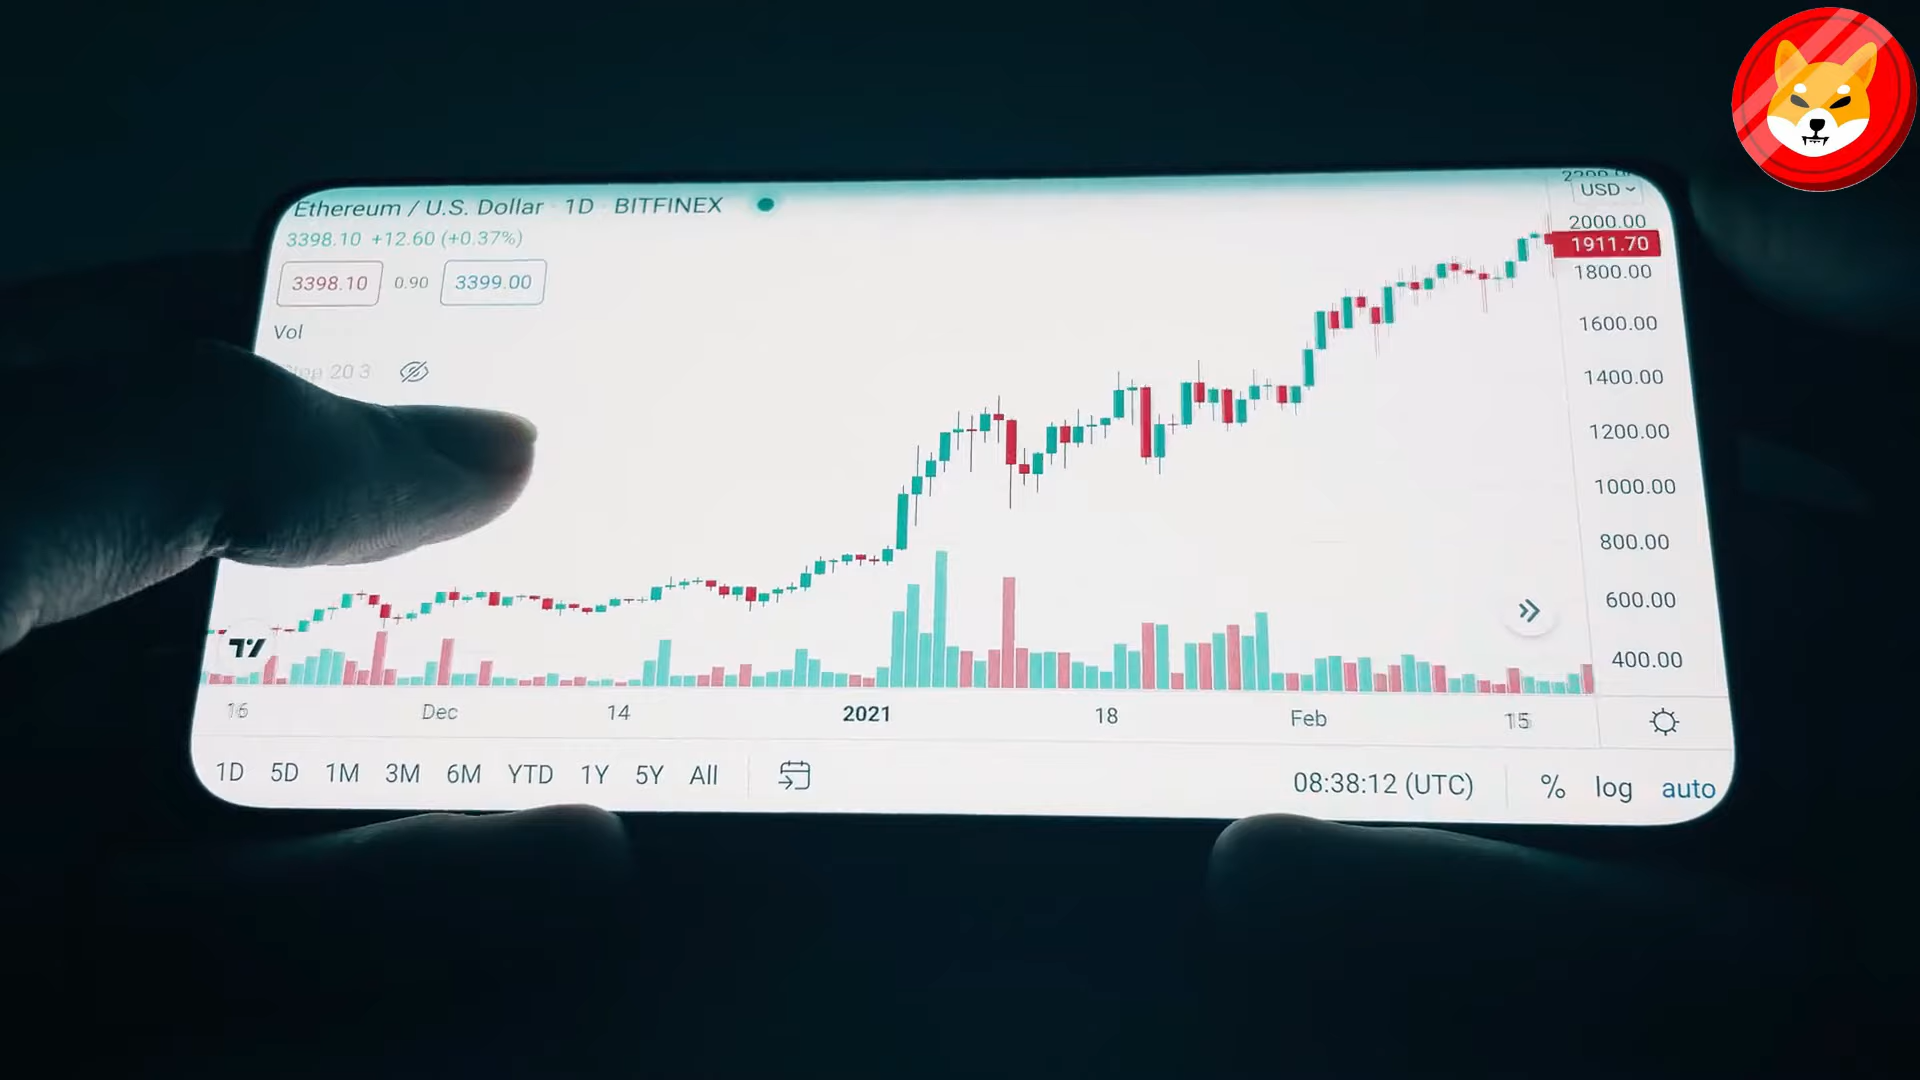 Ethereum / U.S. Dollar · 1D · BITFINEX
3398.10 +12.60 (+0.37%)
3398.10 0.90 3399.00
Vol
20 3
USD
2000.00
1911.70
1800.00
1600.00
1400.00
1200.00
1000.00
800.00
600.00
400.00
16 Dec 14 2021 18 Feb 15
1D 5D 1M 3M 6M YTD 1Y 5Y All
08:38:12 (UTC) % log auto